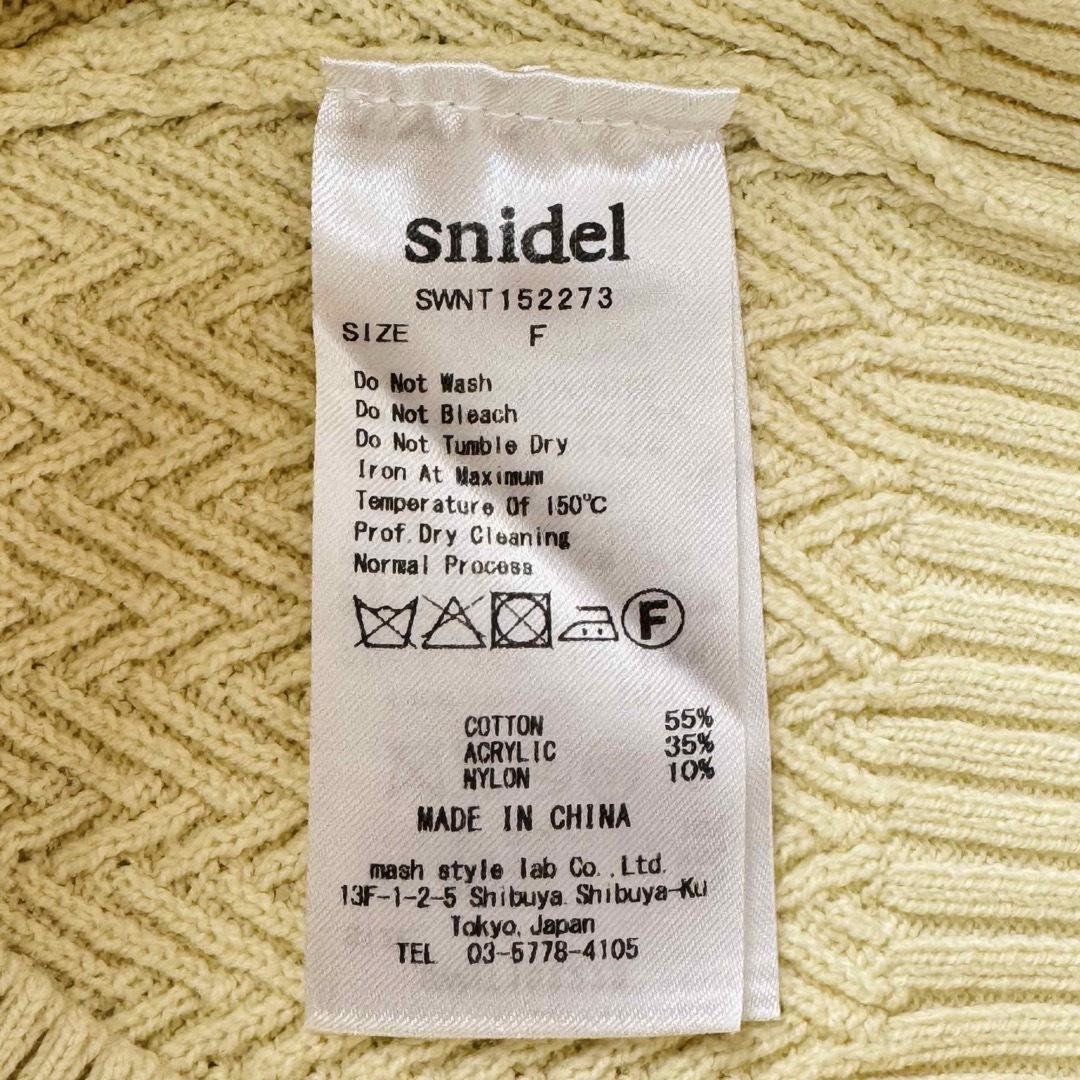 snidel
SWNT152273
SIZE F
Do Not Wash
Do Not Bleach
Do Not Tumble Dry
Iron At Maximum
Temperature Of 150℃
Prof.Dry Cleaning
Normal Process
F
COTTON 55%
ACRYLIC 35%
NYLON 10%
MADE IN CHINA
mash style lab Co.,Ltd.
13F-1-2-5 Shibuya Shibuya-Ku
Tokyo, Japan
TEL 03-5778-4105